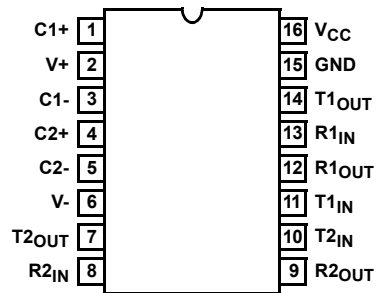 C1+ 1 16 VCC
V+ 2 15 GND
C1- 3 14 T1OUT
C2+ 4 13 R1IN
C2- 5 12 R1OUT
V- 6 11 T1IN
T2OUT 7 10 T2IN
R2IN 8 9 R2OUT